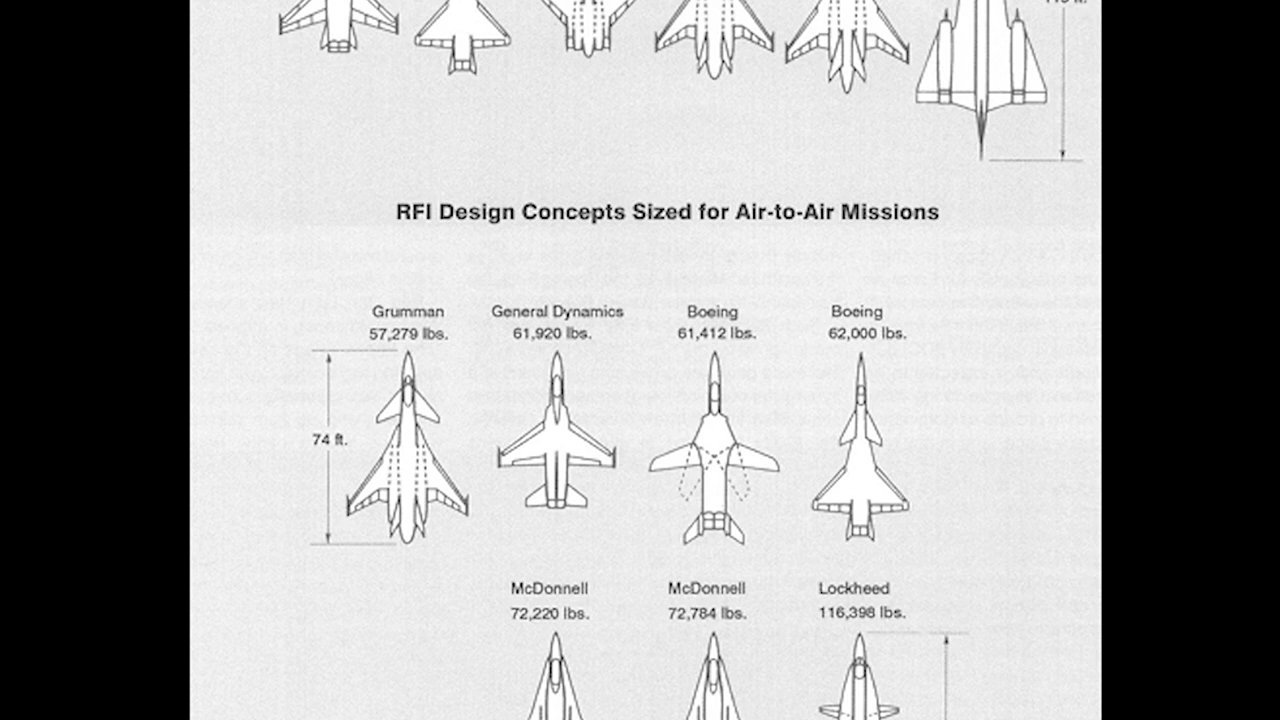 RFI Design Concepts Sized for Air-to-Air Missions
Grumman General Dynamics Boeing Boeing
57,279 lbs. 61,920 lbs. 61,412 lbs. 62,000 lbs.
74 ft.
McDonnell McDonnell Lockheed
72,220 lbs. 72,784 lbs. 116,398 lbs.